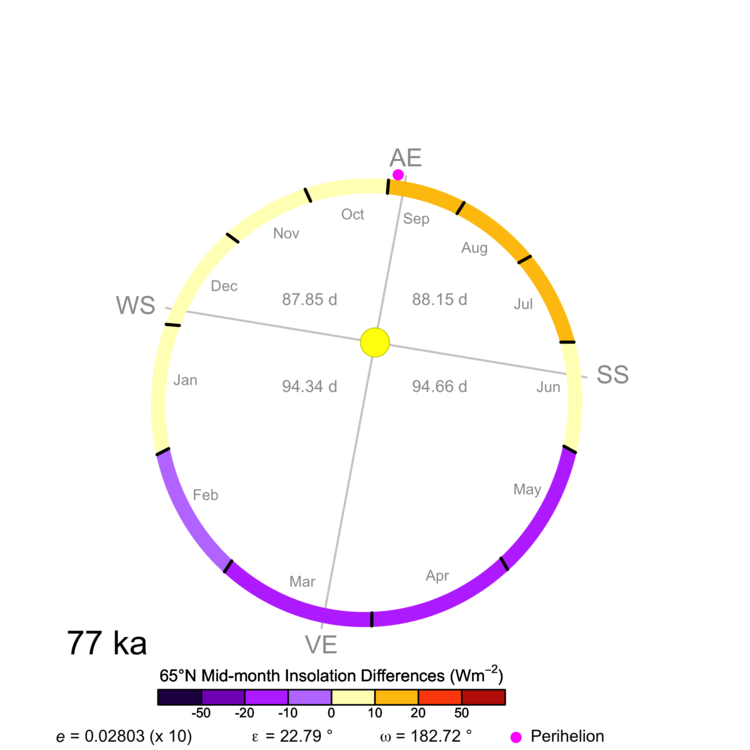 AE
Oct
Sep
Nov
Aug
Dec
87.85 d
88.15 d
Jul
WS
SS
Jan
94.34 d
94.66 d
Jun
Feb
May
Mar
Apr
77 ka
VE
65°N Mid-month Insolation Differences (Wm⁻²)
-50 -20 -10 0 10 20 50
e = 0.02803 (x 10) ε = 22.79 ° ω = 182.72 ° Perihelion